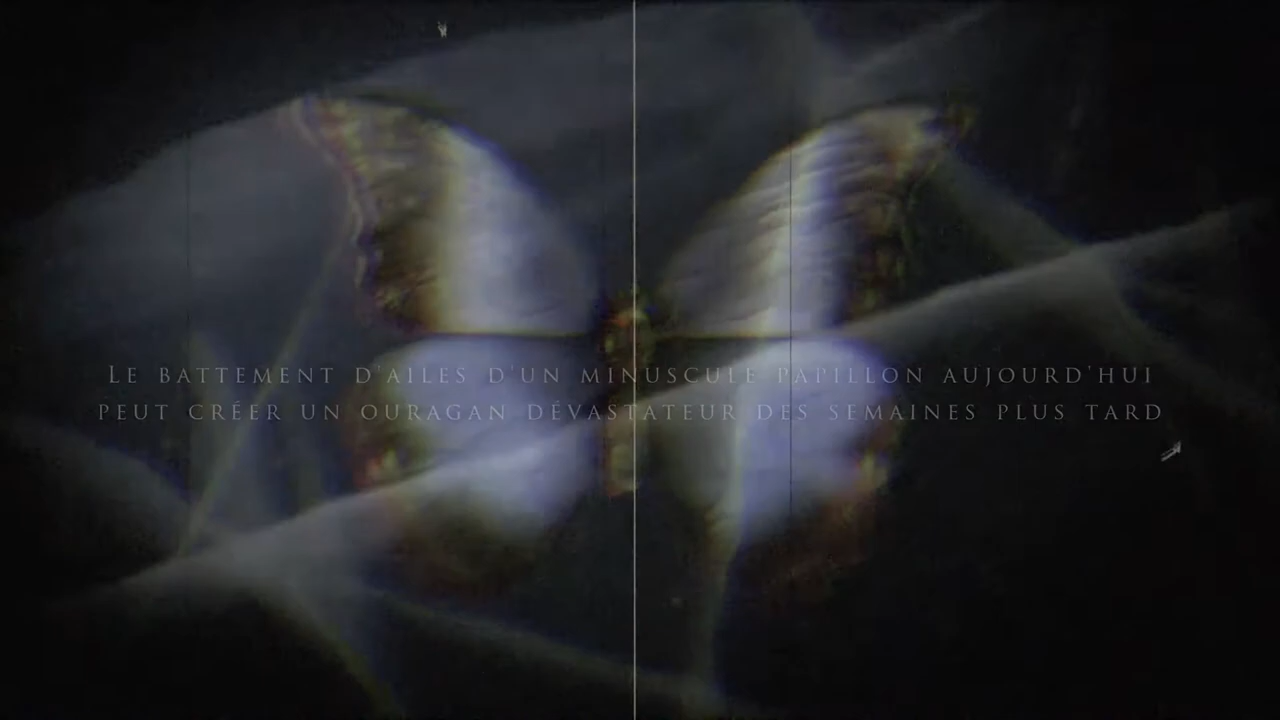 Le battement d'ailes d'un minuscule papillon aujourd'hui
peut créer un ouragan dévastateur des semaines plus tard